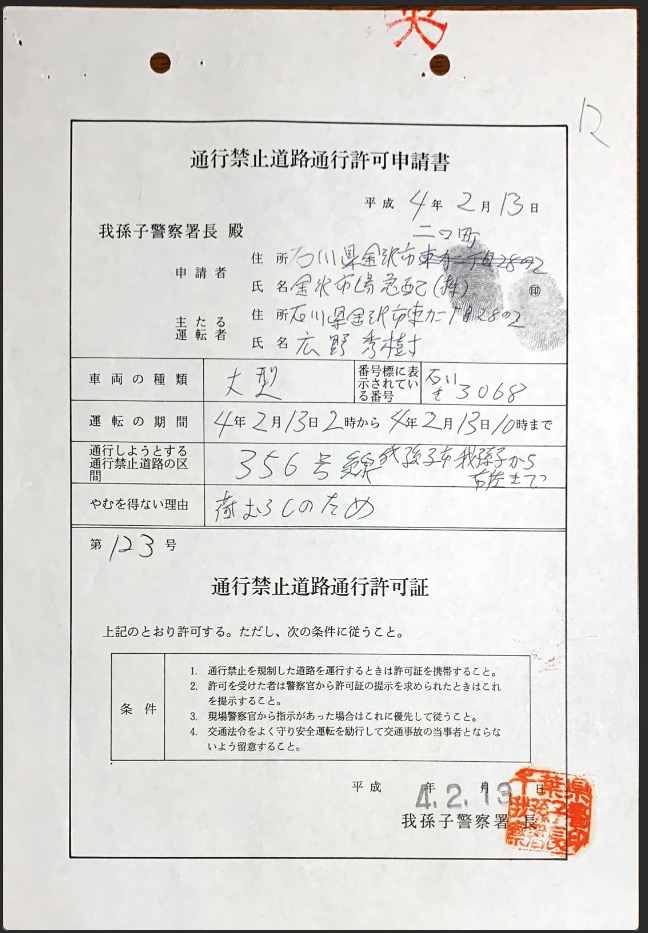 12
通行禁止道路通行許可申請書
平成 4年 2月 13日
我孫子警察署長 殿
二口町
申請者
住所 石川県金沢市東力二丁目28の2
氏名 金沢市場急配(株) ㊞
主たる運転者
住所 石川県金沢市東力二丁目28の2
氏名 広野秀樹
車両の種類 大型
番号標に表示されている番号 石川 3068
運転の期間 4年2月13日2時から 4年2月13日10時まで
通行しようとする
通行禁止道路の区
間
356号線 我孫子市我孫子から
布佐まで
やむを得ない理由 荷おろしのため
第 123 号
通行禁止道路通行許可証
上記のとおり許可する。ただし、次の条件に従うこと。
条件
1. 通行禁止を規制した道路を運行するときは許可証を携帯すること。
2. 許可を受けた者は警察官から許可証の提示を求められたときはこれ
を提示すること。
3. 現場警察官から指示があった場合はこれに優先して従うこと。
4. 交通法令をよく守り安全運転を励行して交通事故の当事者とならな
いよう留意すること。
平成 年 月 日
4.2.13
我孫子警察署長
千葉県
我孫子
警察署長